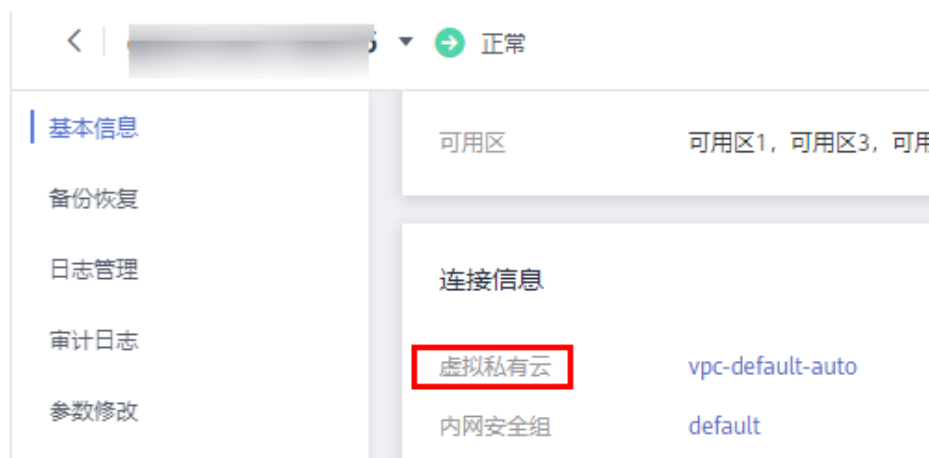 正常
基本信息
备份恢复
日志管理
审计日志
参数修改
可用区 可用区1，可用区3，可用
连接信息
虚拟私有云 vpc-default-auto
内网安全组 default